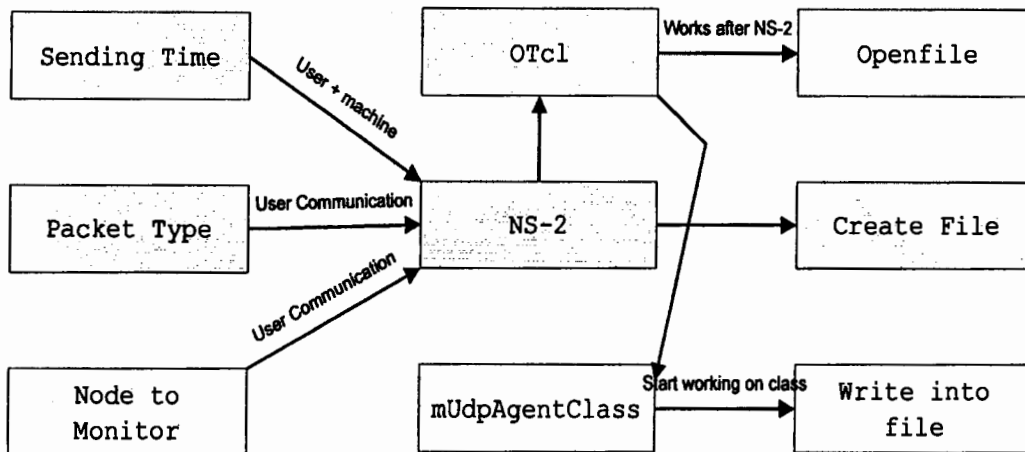 Sending Time
OTcl
Works after NS-2
Openfile
User + machine
Packet Type
User Communication
NS-2
Create File
User Communication
Node to
Monitor
mUdpAgentClass
Start working on class
Write into
file